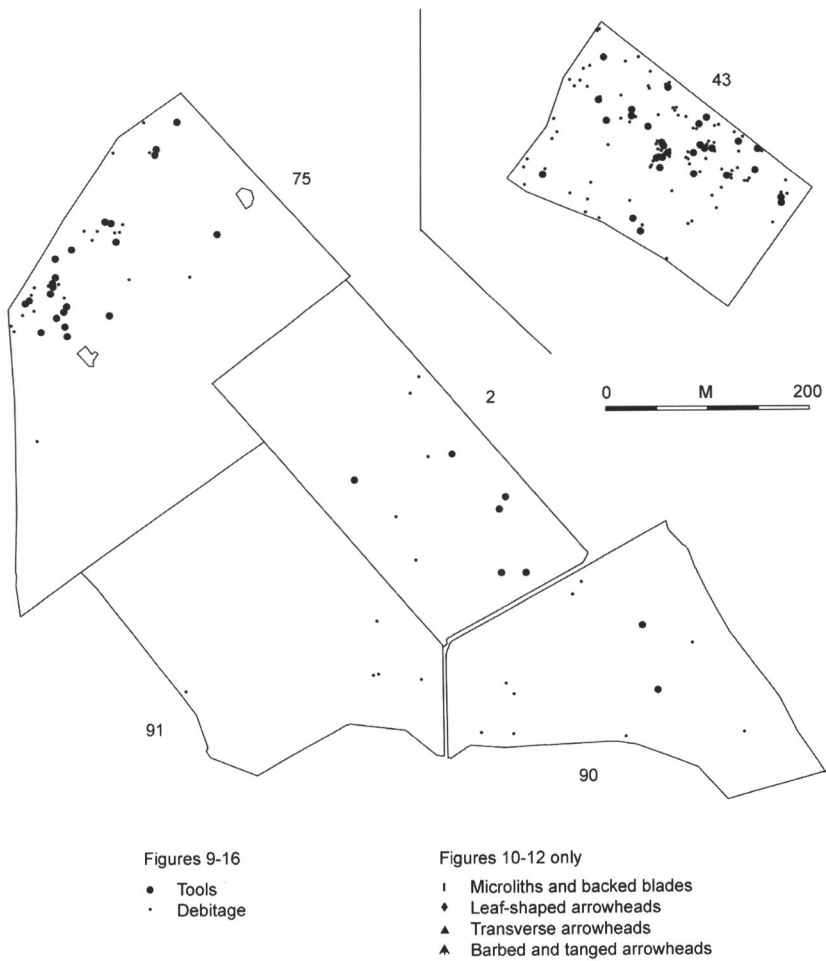 43
75
2
0 M 200
91
90
Figures 9-16
Tools
Debitage
Figures 10-12 only
Microliths and backed blades
Leaf-shaped arrowheads
Transverse arrowheads
Barbed and tanged arrowheads